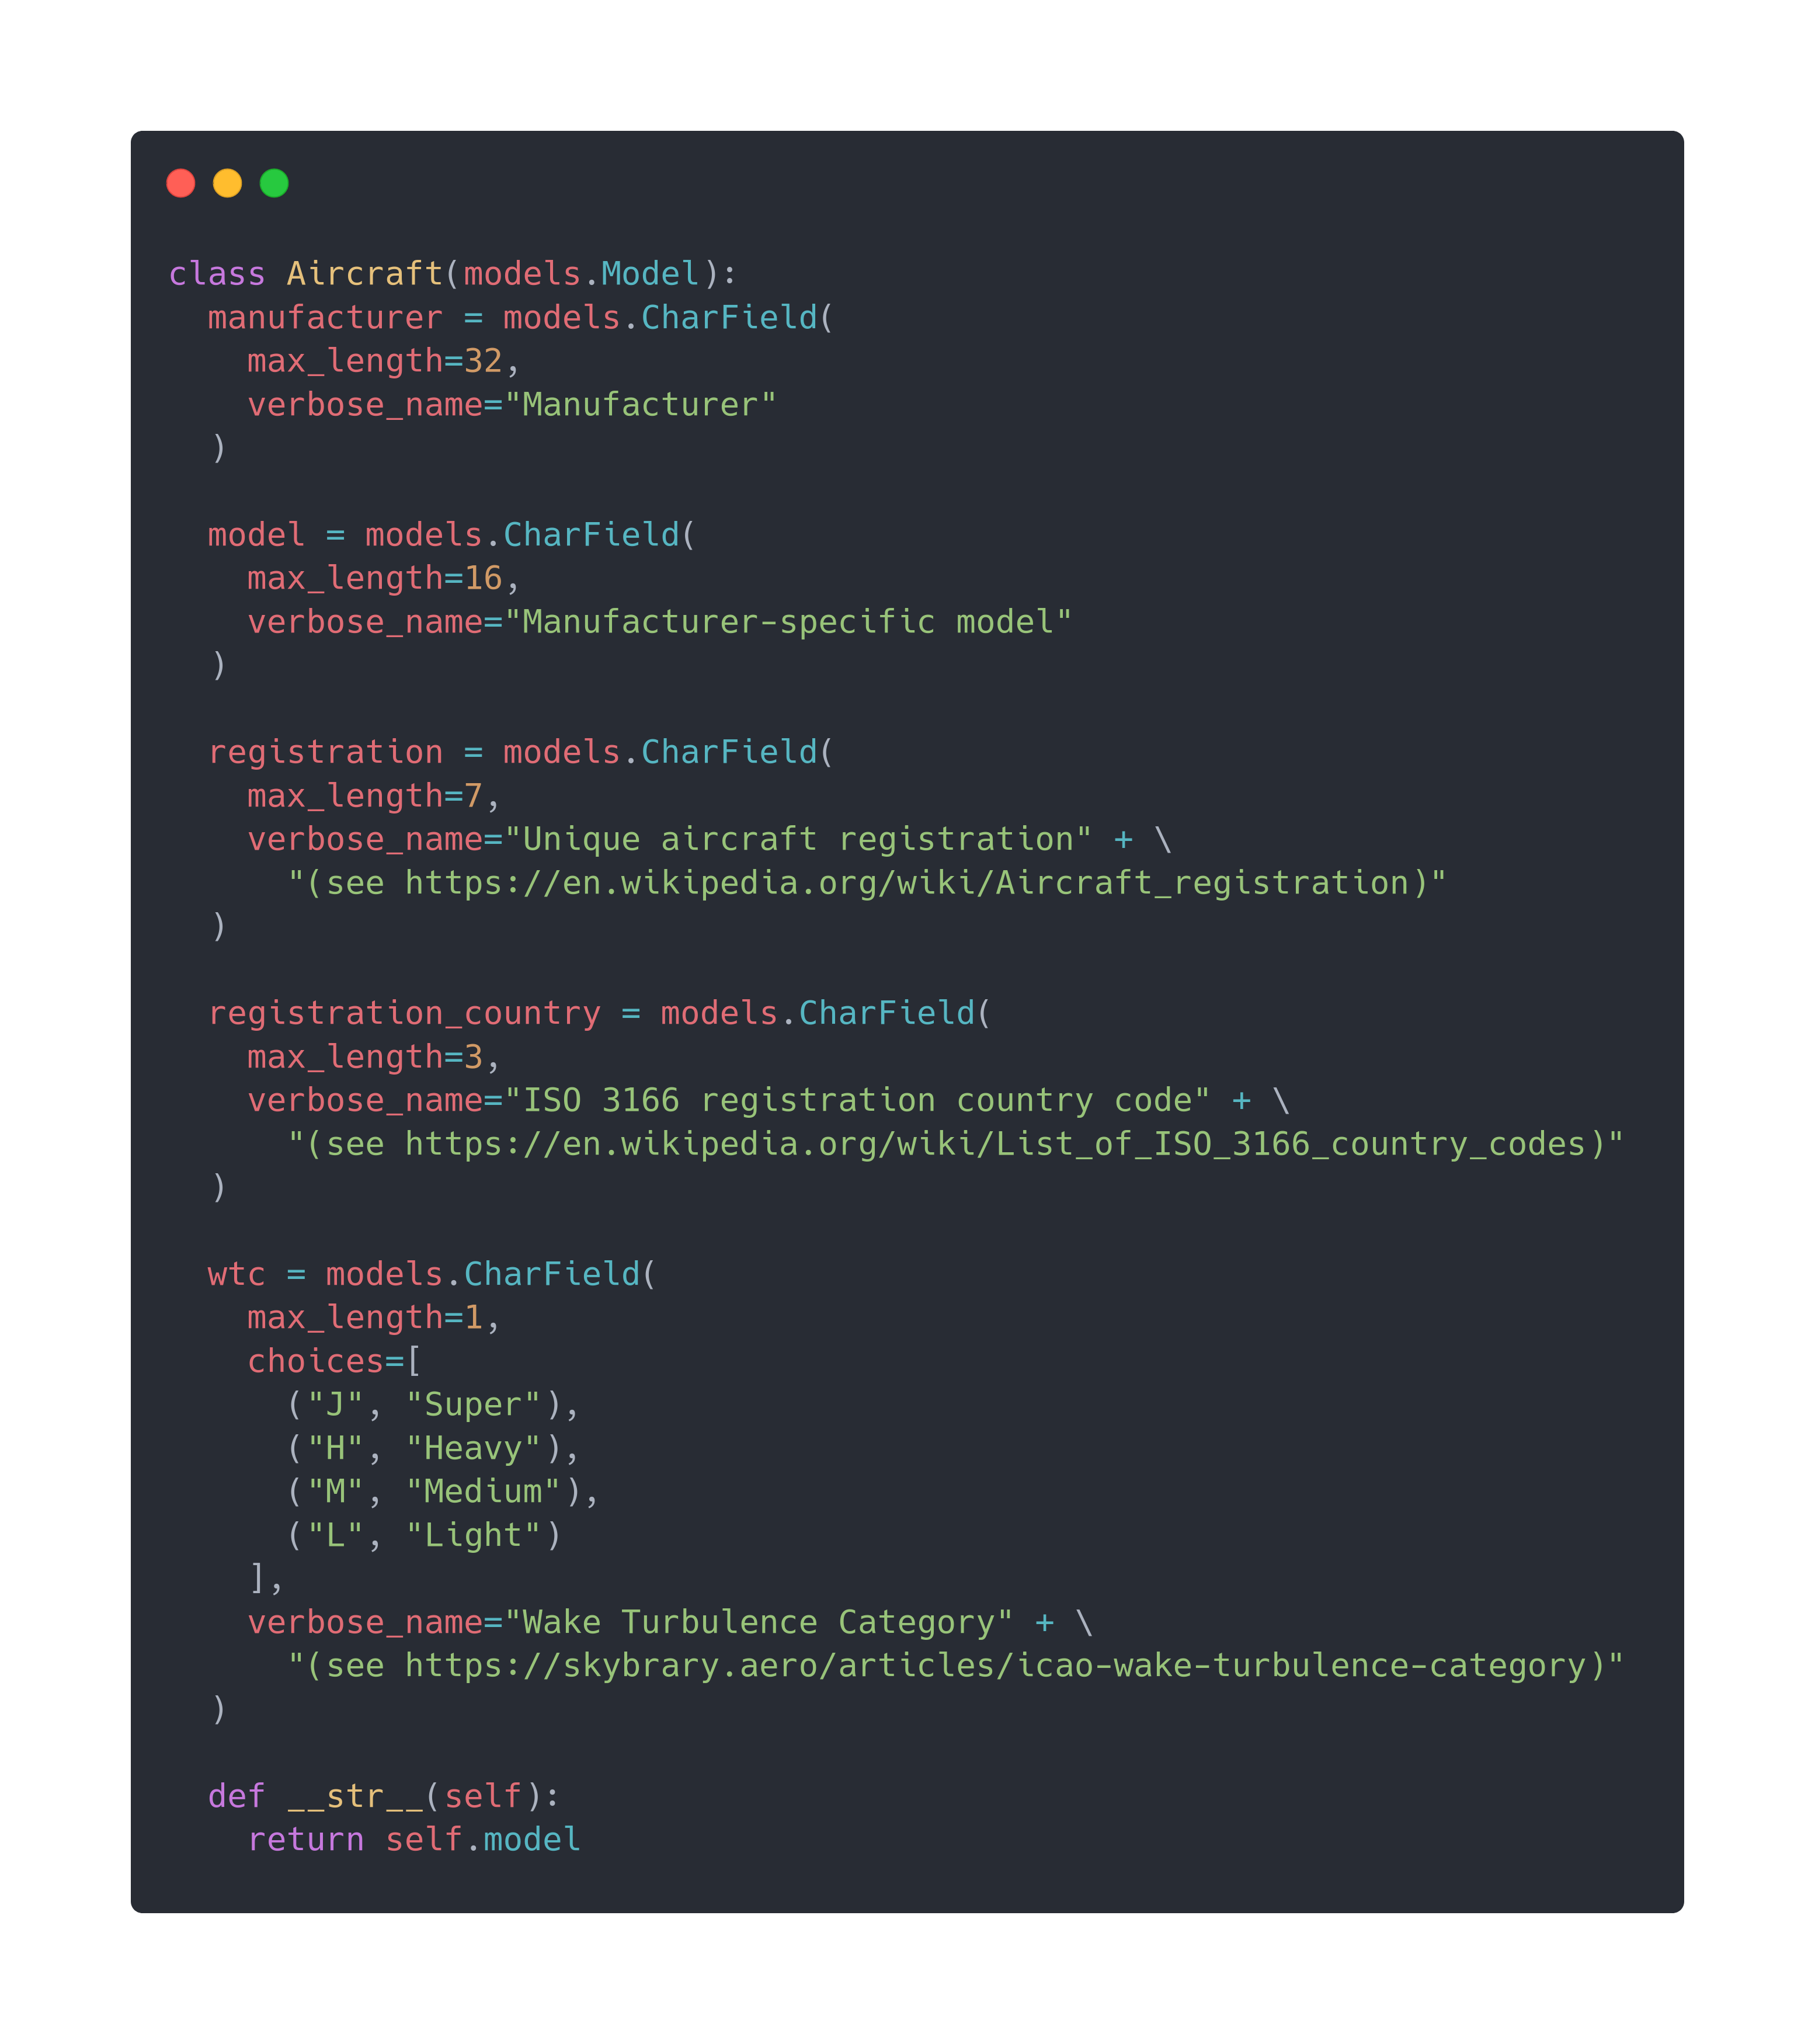 class Aircraft(models.Model):
  manufacturer = models.CharField(
    max_length=32,
    verbose_name="Manufacturer"
  )

  model = models.CharField(
    max_length=16,
    verbose_name="Manufacturer-specific model"
  )

  registration = models.CharField(
    max_length=7,
    verbose_name="Unique aircraft registration" + \
      "(see https://en.wikipedia.org/wiki/Aircraft_registration)"
  )

  registration_country = models.CharField(
    max_length=3,
    verbose_name="ISO 3166 registration country code" + \
      "(see https://en.wikipedia.org/wiki/List_of_ISO_3166_country_codes)"
  )

  wtc = models.CharField(
    max_length=1,
    choices=[
      ("J", "Super"),
      ("H", "Heavy"),
      ("M", "Medium"),
      ("L", "Light")
    ],
    verbose_name="Wake Turbulence Category" + \
      "(see https://skybrary.aero/articles/icao-wake-turbulence-category)"
  )

  def __str__(self):
    return self.model